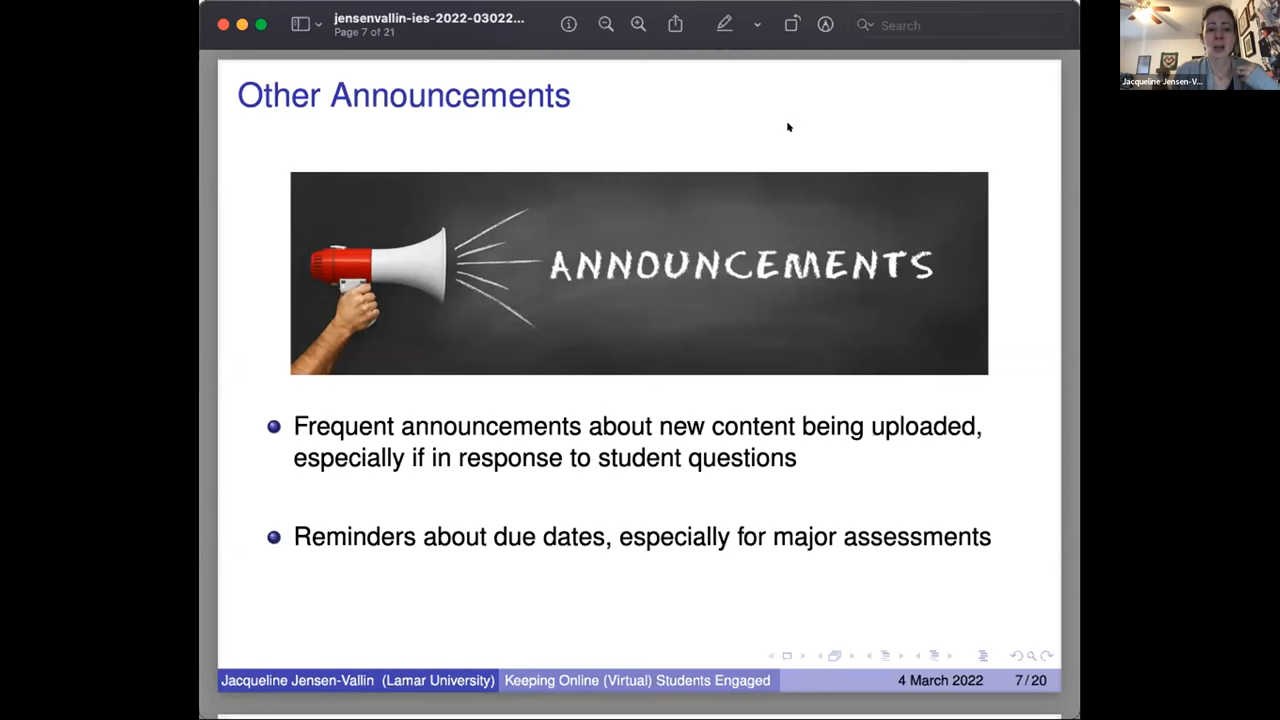 jensenvallin-ies-2022-03022...
Page 7 of 21
Search
Jacqueline Jensen-V...
Other Announcements
ANNOUNCEMENTS
Frequent announcements about new content being uploaded,
especially if in response to student questions
Reminders about due dates, especially for major assessments
Jacqueline Jensen-Vallin (Lamar University) Keeping Online (Virtual) Students Engaged 4 March 2022 7 / 20